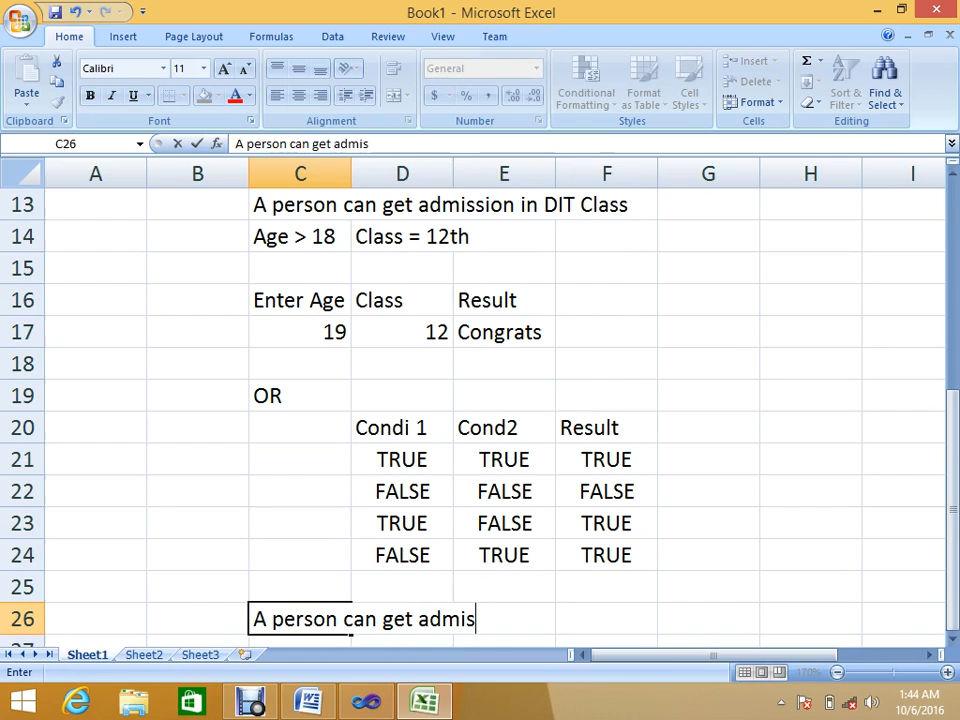 Book1 - Microsoft Excel
Home Insert Page Layout Formulas Data Review View Team
Calibri 11 A A General Insert Σ
Paste Conditional Format Cell Delete Sort & Find &
B I U A $ % , Formatting as Table Styles Format Filter Select
Clipboard Font Alignment Number Styles Cells Editing
C26 fx A person can get admis
A B C D E F G H I
13 A person can get admission in DIT Class
14 Age > 18 Class = 12th
15
16 Enter Age Class Result
17 19 12 Congrats
18
19 OR
20 Condi 1 Cond2 Result
21 TRUE TRUE TRUE
22 FALSE FALSE FALSE
23 TRUE FALSE TRUE
24 FALSE TRUE TRUE
25
26 A person can get admis
27
Sheet1 Sheet2 Sheet3
Enter
1:44 AM
10/6/2016